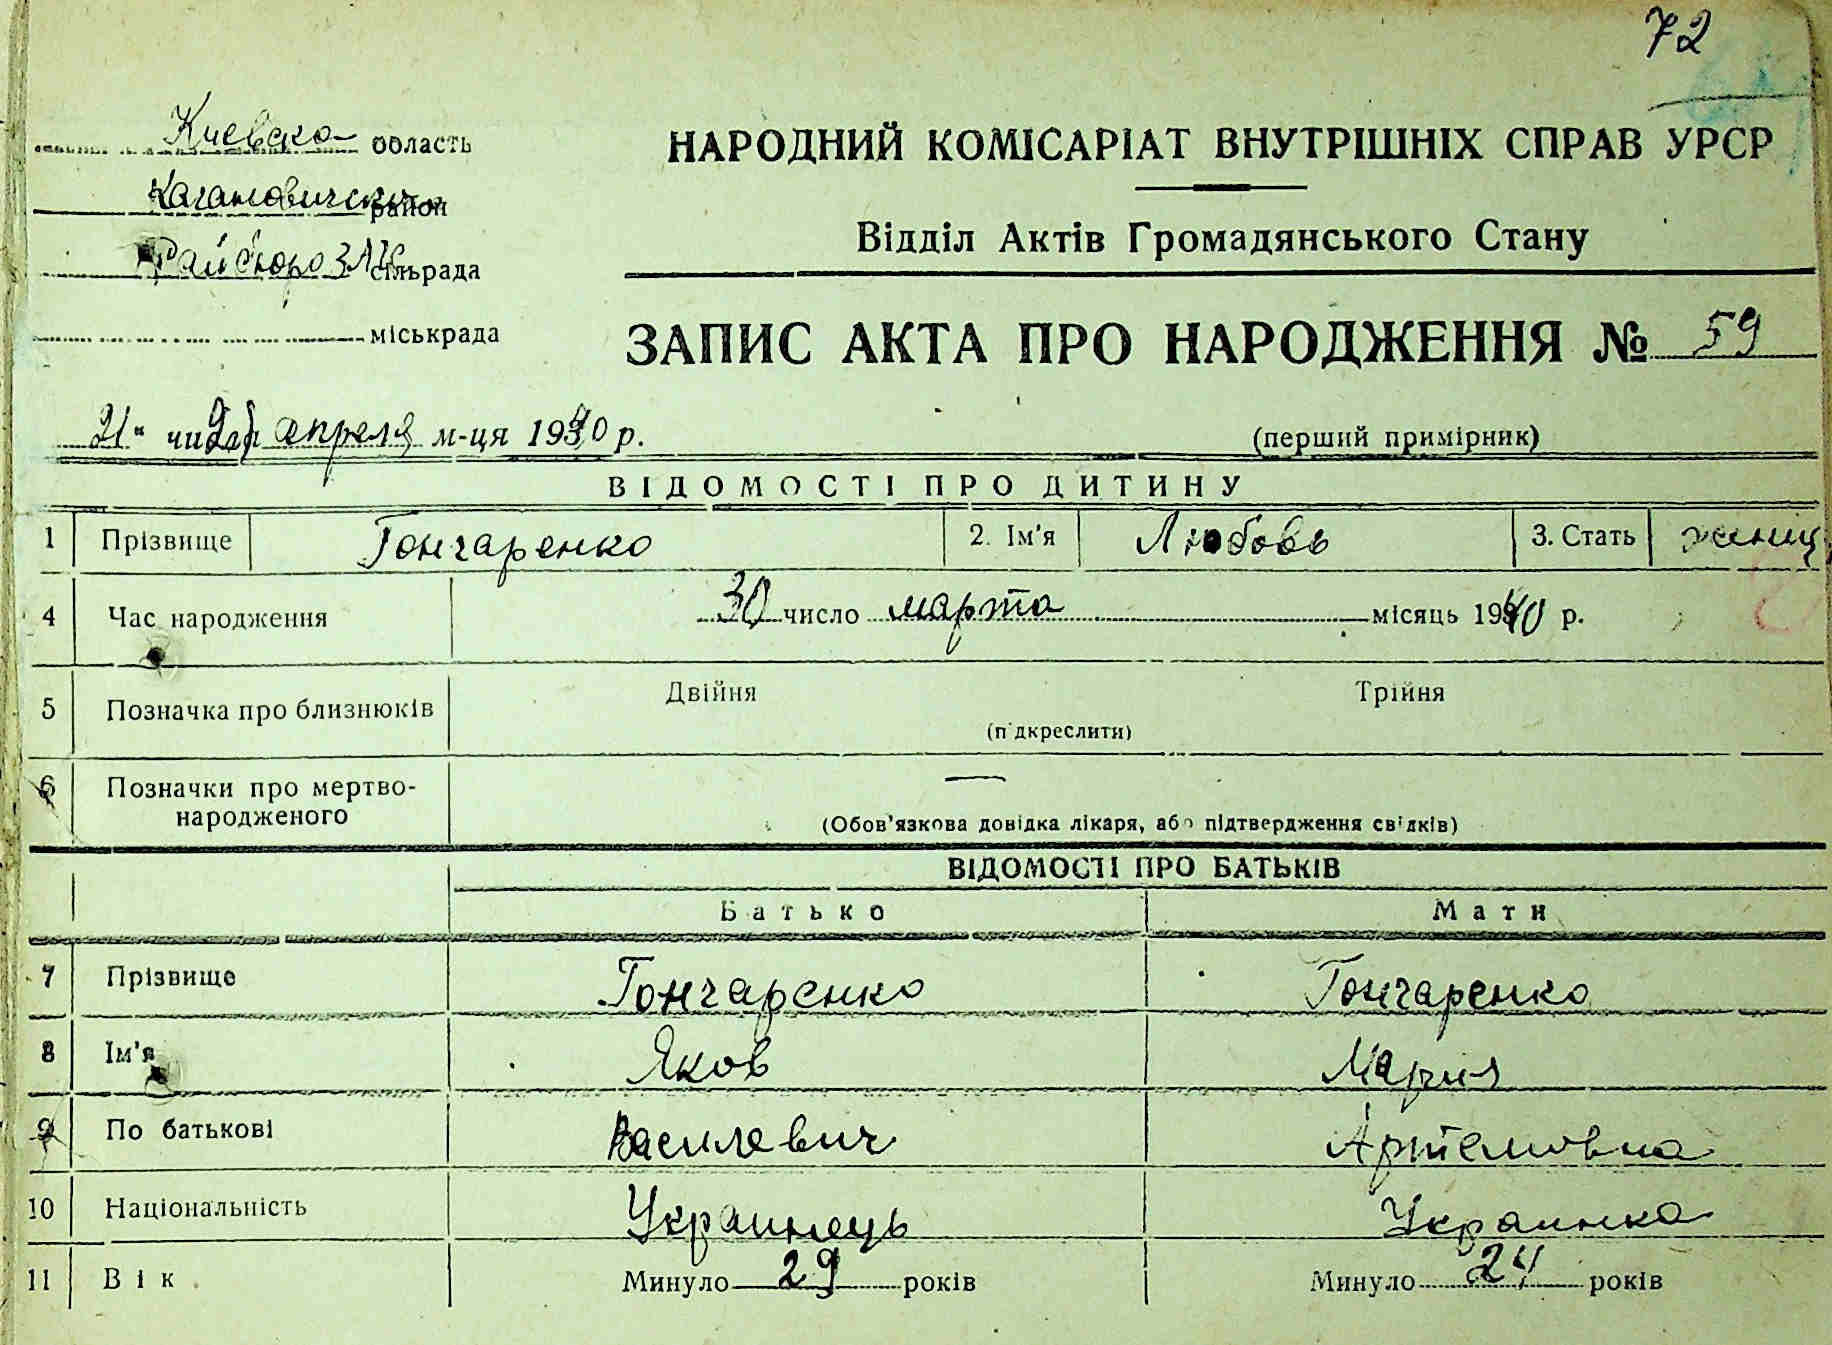 72
Киевско область
Кагановический район
Райбюро ЗАГС сільрада
міськрада
НАРОДНИЙ КОМІСАРІАТ ВНУТРІШНІХ СПРАВ УРСР
Відділ Актів Громадянського Стану
ЗАПИС АКТА ПРО НАРОДЖЕННЯ № 59
21" апреля м-ця 1940 р.
(перший примірник)
ВІДОМОСТІ ПРО ДИТИНУ
1 Прізвище Гончаренко 2. Ім'я Любовь 3. Стать
4 Час народження 30 число марта місяць 1940 р.
5 Позначка про близнюків Двійня Трійня
(підкреслити)
6 Позначки про мертво-
народженого —
(Обов'язкова довідка лікаря, або підтвердження свідків)
ВІДОМОСТІ ПРО БАТЬКІВ
Батько Мати
7 Прізвище Гончаренко Гончаренко
8 Ім'я Яков Мария
9 По батькові Василевич Артемовна
10 Національність Украинець Украинка
11 Вік Минуло 29 років Минуло 24 років